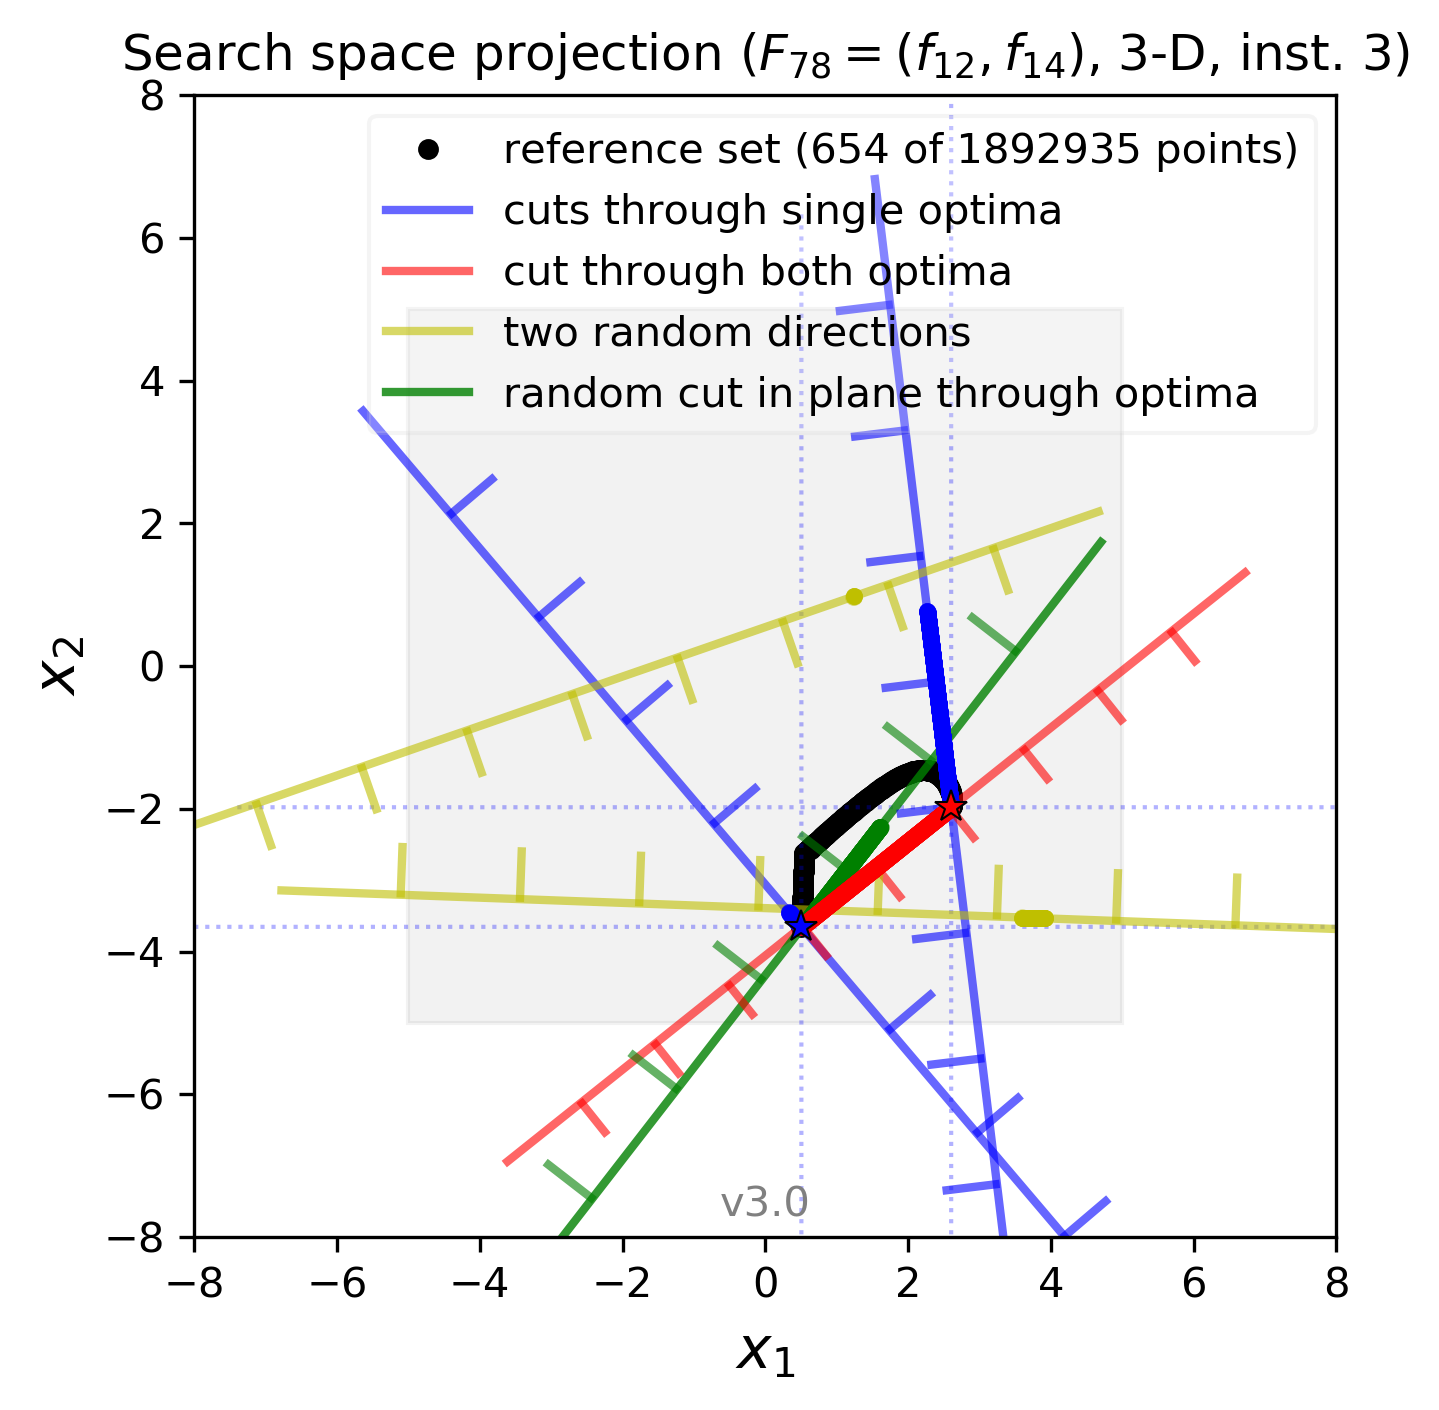 Search space projection (F₇₈ = (f₁₂, f₁₄), 3-D, inst. 3)
reference set (654 of 1892935 points)
cuts through single optima
cut through both optima
two random directions
random cut in plane through optima
8
6
4
2
0
−2
−4
−6
−8
x₂
v3.0
−8 −6 −4 −2 0 2 4 6 8
x₁